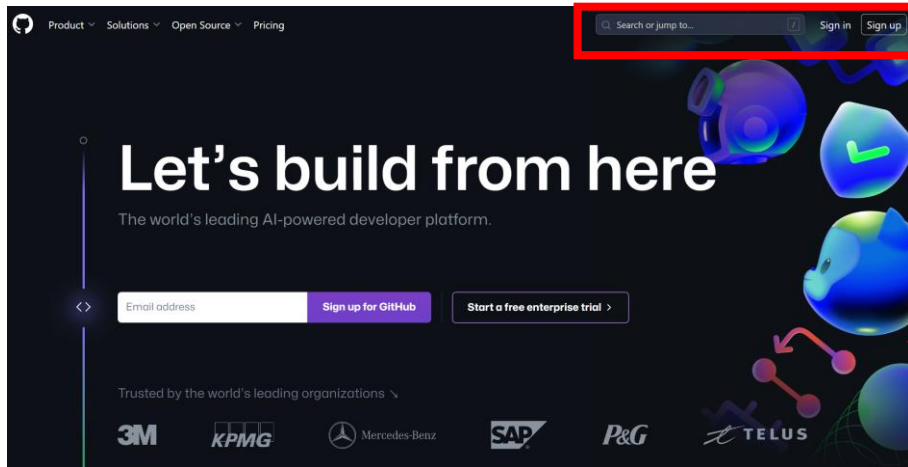 Product Solutions Open Source Pricing Search or jump to... / Sign in Sign up
Let's build from here
The world's leading AI-powered developer platform.
Email address Sign up for GitHub Start a free enterprise trial >
Trusted by the world's leading organizations ↘
3M KPMG Mercedes-Benz SAP P&G TELUS